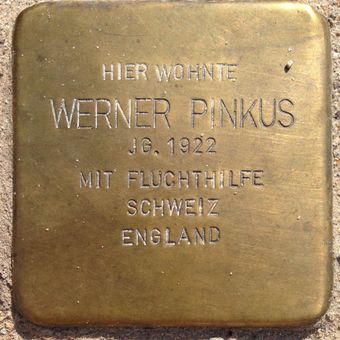 HIER WOHNTE
WERNER PINKUS
JG. 1922
MIT FLUCHTHILFE
SCHWEIZ
ENGLAND